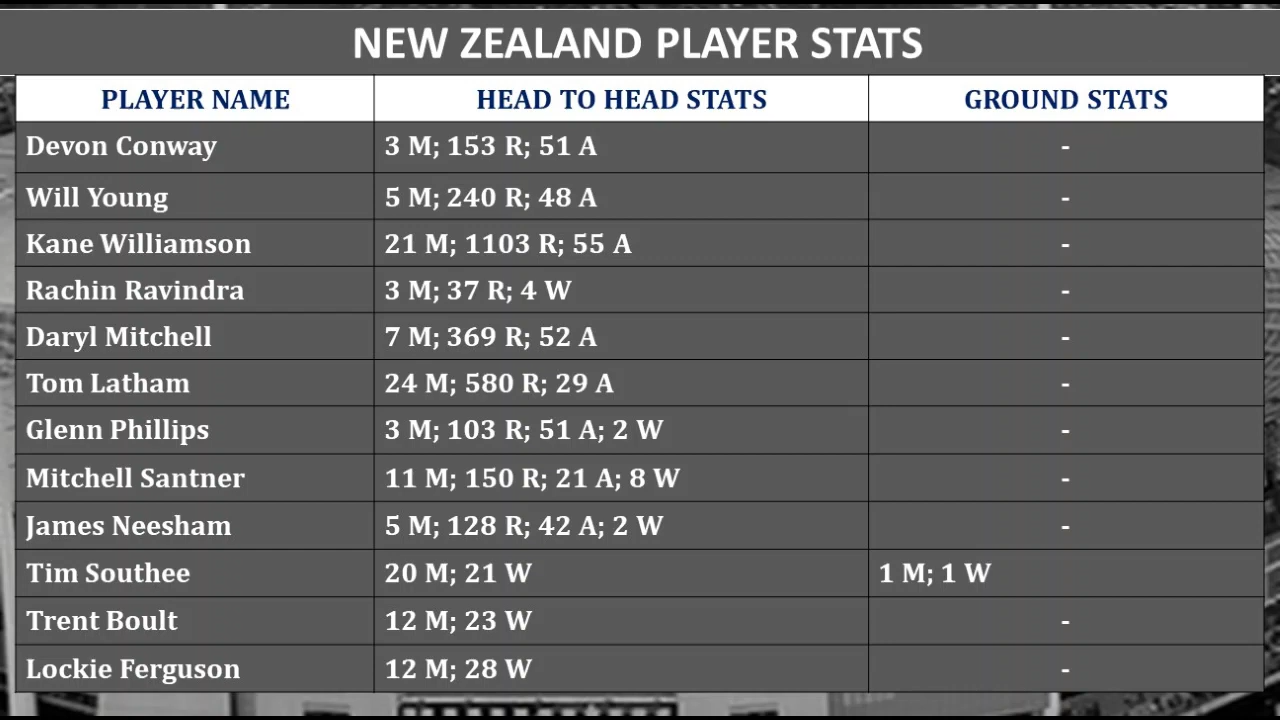 NEW ZEALAND PLAYER STATS
PLAYER NAME HEAD TO HEAD STATS GROUND STATS
Devon Conway 3 M; 153 R; 51 A -
Will Young 5 M; 240 R; 48 A -
Kane Williamson 21 M; 1103 R; 55 A -
Rachin Ravindra 3 M; 37 R; 4 W -
Daryl Mitchell 7 M; 369 R; 52 A -
Tom Latham 24 M; 580 R; 29 A -
Glenn Phillips 3 M; 103 R; 51 A; 2 W -
Mitchell Santner 11 M; 150 R; 21 A; 8 W -
James Neesham 5 M; 128 R; 42 A; 2 W -
Tim Southee 20 M; 21 W 1 M; 1 W
Trent Boult 12 M; 23 W -
Lockie Ferguson 12 M; 28 W -